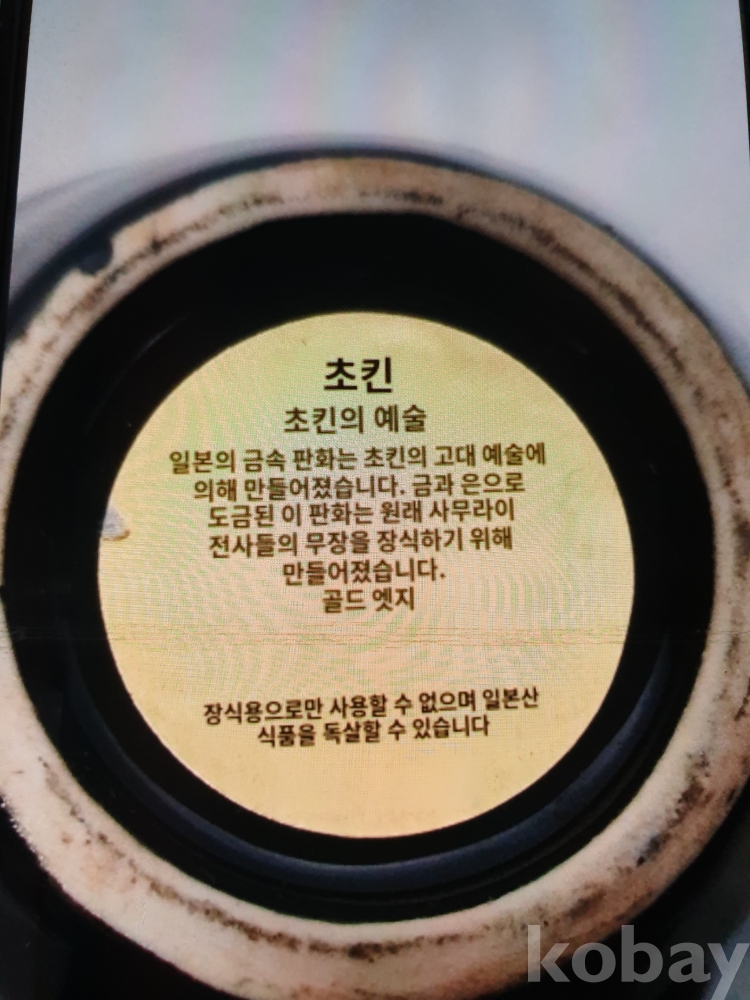 초킨
초킨의 예술
일본의 금속 판화는 초킨의 고대 예술에
의해 만들어졌습니다. 금과 은으로
도금된 이 판화는 원래 사무라이
전사들의 무장을 장식하기 위해
만들어졌습니다.
골드 엣지
장식용으로만 사용할 수 없으며 일본산
식품을 독살할 수 있습니다
kobay